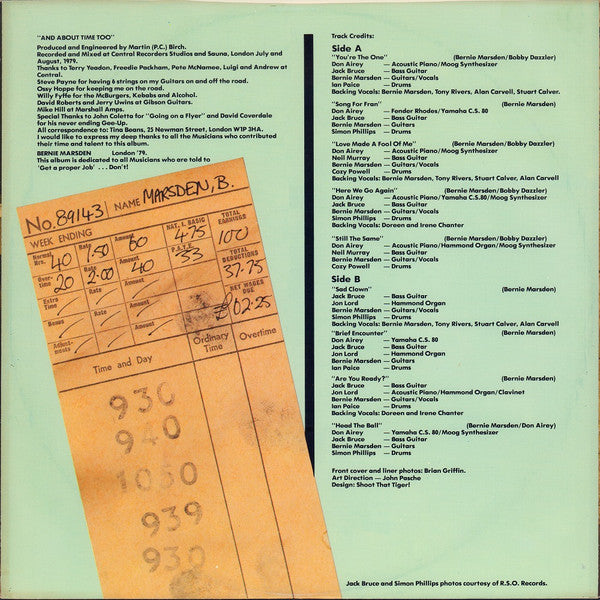 "AND ABOUT TIME TOO"
Produced and Engineered by Martin (P.C.) Birch.
Recorded and Mixed at Central Recorders Studios and Sauna, London July and
August, 1979.
Thanks to Terry Yeadon, Freedie Packham, Pete McNamee, Luigi and Andrew at
Central.
Steve Payne for having 6 strings on my Guitars on and off the road.
Ossy Hoppe for keeping me on the road.
Willy Fyffe for the McBurgers, Kebabs and Alcohol.
David Roberts and Jerry Uwins at Gibson Guitars.
Mike Hill at Marshall Amps.
Special Thanks to John Coletta for "Going on a Flyer" and David Coverdale
for his never ending Gee-Up.
All correspondence to: Tina Beans, 25 Newman Street, London W1P 3HA.
I would like to express my deep thanks to all the Musicians who contributed
their time and talent to this album.
BERNIE MARSDEN London '79.
This album is dedicated to all Musicians who are told to
'Get a proper Job' . . . Don't!
No. 89143 NAME MARSDEN, B.
WEEK ENDING
Normal Hrs. 40 Rate 1.50 Amount 60 NAT. I. BASIC 4.75 TOTAL EARNINGS 100
Over-time 20 Rate 2.00 Amount 40 P.A.Y.E. 33 TOTAL DEDUCTIONS 37.75
Extra Time Rate Amount NET WAGES DUE 62.25
Bonus Rate Amount
Adjust-ments Amount
Time and Day Ordinary Time Overtime
930
940
1050
939
930
Track Credits:
Side A
"You're The One" (Bernie Marsden/Bobby Dazzler)
Don Airey — Acoustic Piano/Moog Synthesizer
Jack Bruce — Bass Guitar
Bernie Marsden — Guitars/Vocals
Ian Paice — Drums
Backing Vocals: Bernie Marsden, Tony Rivers, Alan Carvell, Stuart Calver.
"Song For Fran" (Bernie Marsden)
Don Airey — Fender Rhodes/Yamaha C.S. 80
Jack Bruce — Bass Guitar
Bernie Marsden — Guitars
Simon Phillips — Drums
"Love Made A Fool Of Me" (Bernie Marsden/Bobby Dazzler)
Don Airey — Acoustic Piano/Moog Synthesizer
Neil Murray — Bass Guitar
Bernie Marsden — Guitars/Vocals
Cozy Powell — Drums
Backing Vocals: Bernie Marsden, Tony Rivers, Stuart Calver, Alan Carvell
"Here We Go Again" (Bernie Marsden/Bobby Dazzler)
Don Airey — Acoustic Piano/Yamaha C.S.80/Moog Synthesizer
Jack Bruce — Bass Guitar
Bernie Marsden — Guitars/Vocals
Ian Paice — Drums
Backing Vocals: Doreen and Irene Chanter
"Still The Same" (Bernie Marsden/Bobby Dazzler)
Don Airey — Acoustic Piano/Hammond Organ/Moog Synthesizer
Neil Murray — Bass Guitar
Bernie Marsden — Guitars/Vocals
Cozy Powell — Drums
Side B
"Sad Clown" (Bernie Marsden)
Jack Bruce — Bass Guitar
Jon Lord — Hammond Organ
Bernie Marsden — Guitars/Vocals
Simon Phillips — Drums
Backing Vocals: Bernie Marsden, Tony Rivers, Stuart Calver, Alan Carvell
"Brief Encounter" (Bernie Marsden)
Don Airey — Yamaha C.S. 80
Jack Bruce — Bass Guitar
Jon Lord — Hammond Organ
Bernie Marsden — Guitars
Ian Paice — Drums
"Are You Ready?" (Bernie Marsden)
Jack Bruce — Bass Guitar
Jon Lord — Acoustic Piano/Hammond Organ/Clavinet
Bernie Marsden — Guitars/Vocals
Ian Paice — Drums
Backing Vocals: Doreen and Irene Chanter
"Head The Ball" (Bernie Marsden/Don Airey)
Don Airey — Yamaha C.S. 80/Moog Synthesizer
Jack Bruce — Bass Guitar
Bernie Marsden — Guitars
Simon Phillips — Drums
Front cover and liner photos: Brian Griffin.
Art Direction — John Pasche
Design: Shoot That Tiger!
Jack Bruce and Simon Phillips photos courtesy of R.S.O. Records.